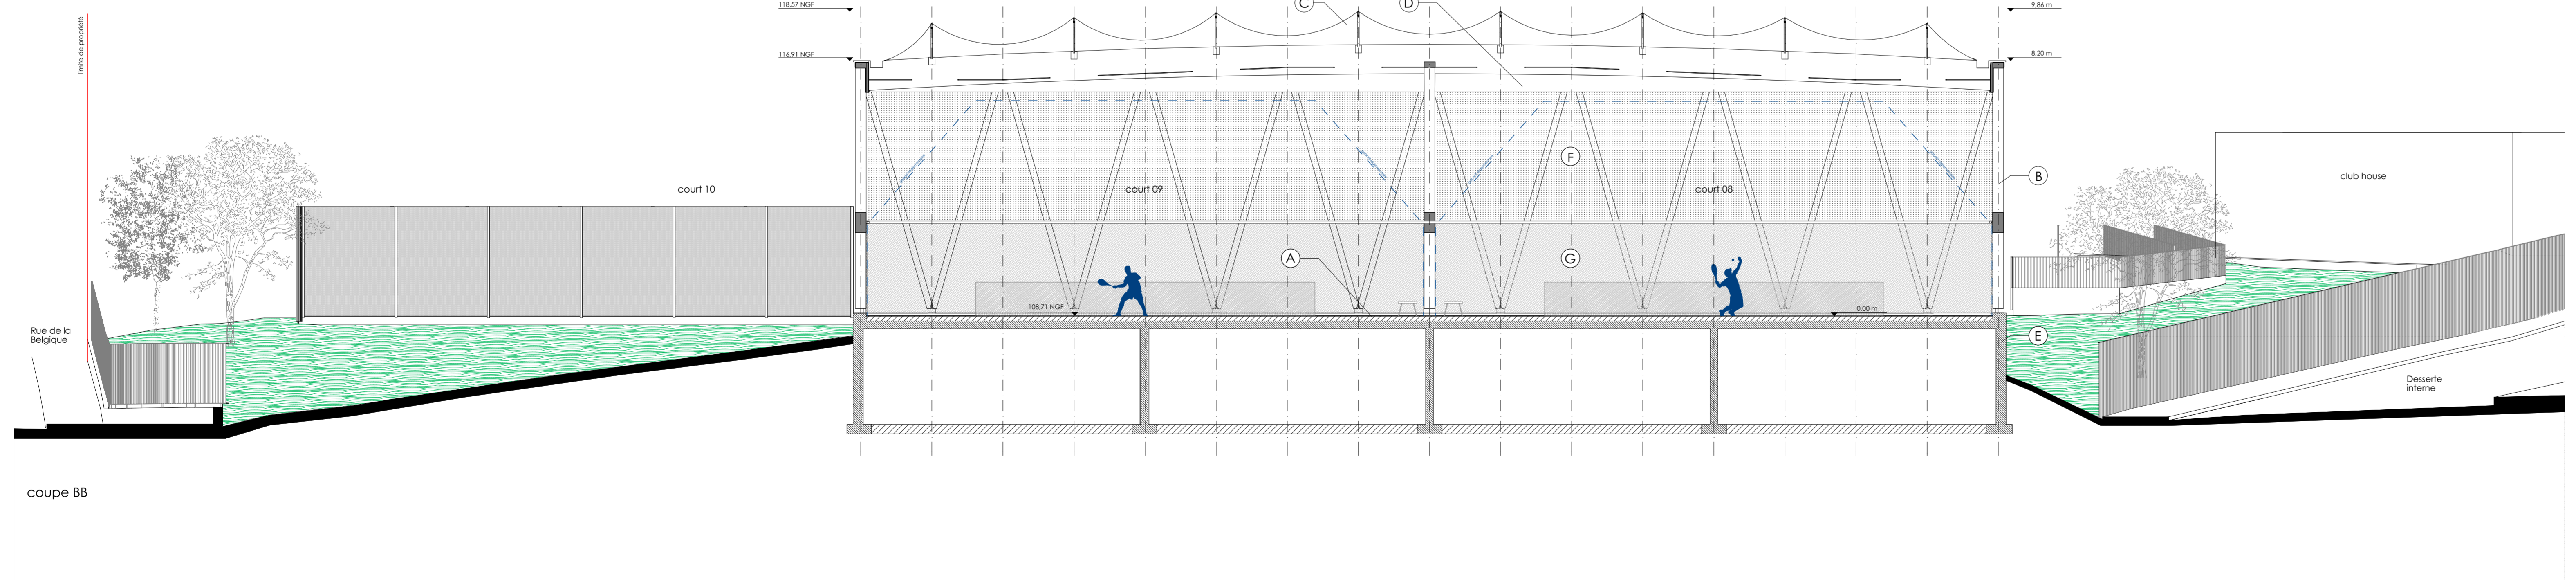 118.57 NGF
C
D
9.86 m
limite de propriété
116.91 NGF
8.20 m
F
B
court 10
court 09
court 08
club house
A
G
108.71 NGF
0.00 m
Rue de la
Belgique
E
Desserte
interne
coupe BB